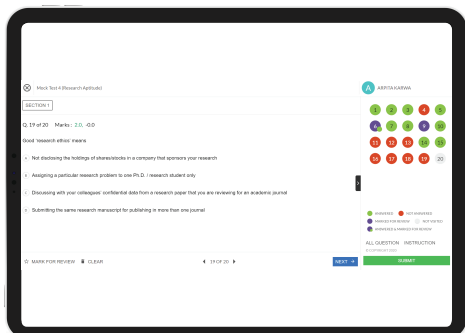 Mock Test 4 (Research Aptitude)
SECTION 1
Q. 19 of 20 Marks : 2.0, -0.0
Good 'research ethics' means
Not disclosing the holdings of shares/stocks in a company that sponsors your research
Assigning a particular research problem to one Ph.D. / research student only
Discussing with your colleagues' confidential data from a research paper that you are reviewing for an academic journal
Submitting the same research manuscript for publishing in more than one journal
MARK FOR REVIEW CLEAR
19 OF 20
NEXT →
A ARPITA KARWA
1 2 3 4 5
6 7 8 9 10
11 12 13 14 15
16 17 18 19 20
ANSWERED NOT ANSWERED
MARKED FOR REVIEW NOT VISITED
ANSWERED & MARKED FOR REVIEW
ALL QUESTION INSTRUCTION
SUBMIT